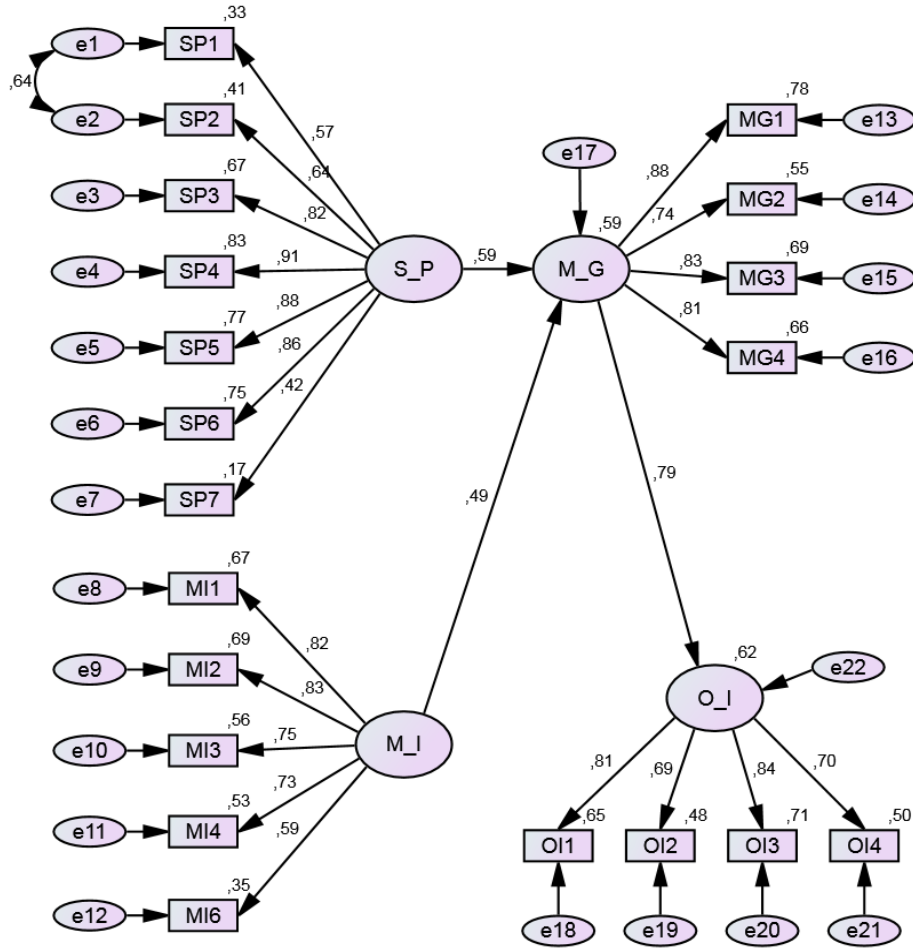 e1
,33
SP1
,64
e2
,41
SP2
,57
e3
,67
SP3
,64
e4
,83
SP4
,82
,91
e5
,77
SP5
,88
e6
,75
SP6
,86
e7
,17
SP7
,42
S_P
,59
e17
M_G
,59
,88
,78
MG1
e13
,74
,55
MG2
e14
,83
,69
MG3
e15
,81
,66
MG4
e16
,49
,79
e8
,67
MI1
,82
e9
,69
MI2
,83
e10
,56
MI3
,75
e11
,53
MI4
,73
e12
,35
MI6
,59
M_I
O_I
,62
e22
,81
,69
,84
,70
,65
OI1
,48
OI2
,71
OI3
,50
OI4
e18
e19
e20
e21